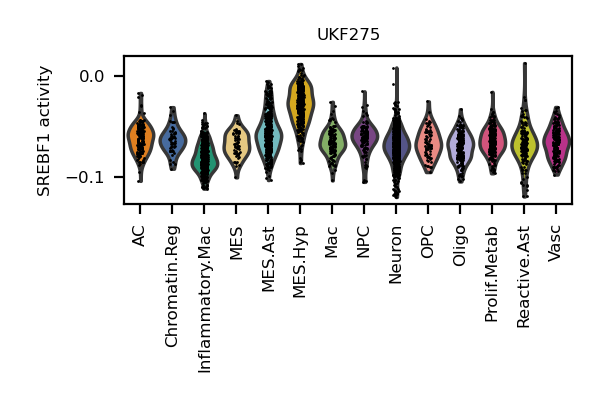 UKF275
SREBF1 activity
0.0
−0.1
AC
Chromatin.Reg
Inflammatory.Mac
MES
MES.Ast
MES.Hyp
Mac
NPC
Neuron
OPC
Oligo
Prolif.Metab
Reactive.Ast
Vasc